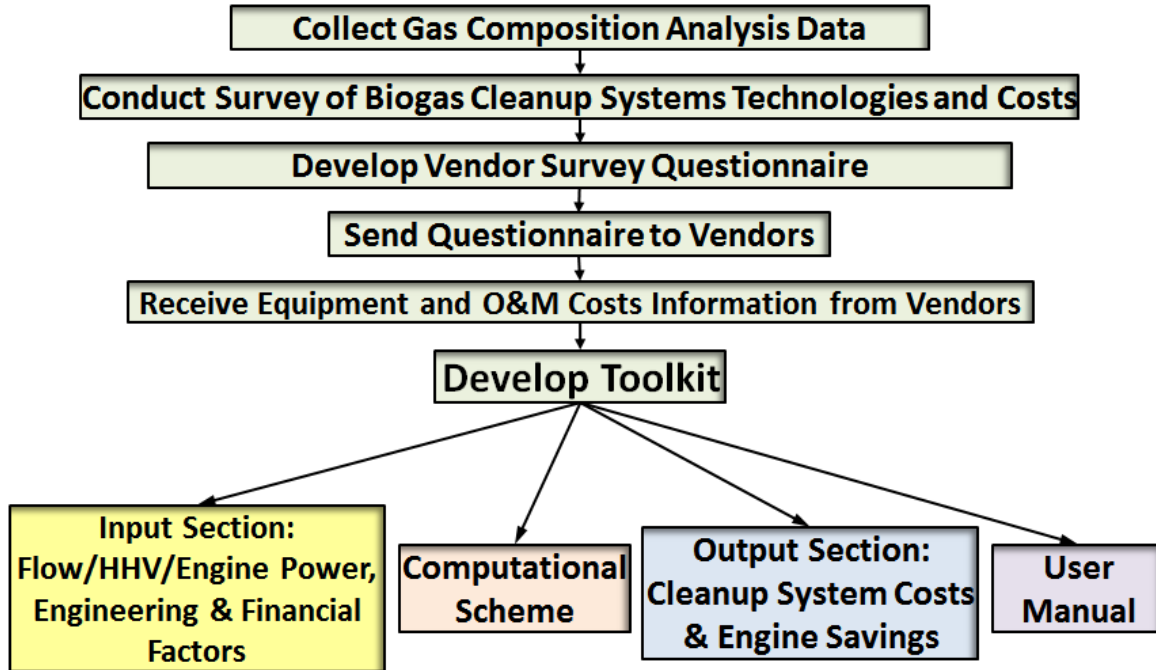 Collect Gas Composition Analysis Data
Conduct Survey of Biogas Cleanup Systems Technologies and Costs
Develop Vendor Survey Questionnaire
Send Questionnaire to Vendors
Receive Equipment and O&M Costs Information from Vendors
Develop Toolkit
Input Section:
Flow/HHV/Engine Power,
Engineering & Financial
Factors
Computational
Scheme
Output Section:
Cleanup System Costs
& Engine Savings
User
Manual